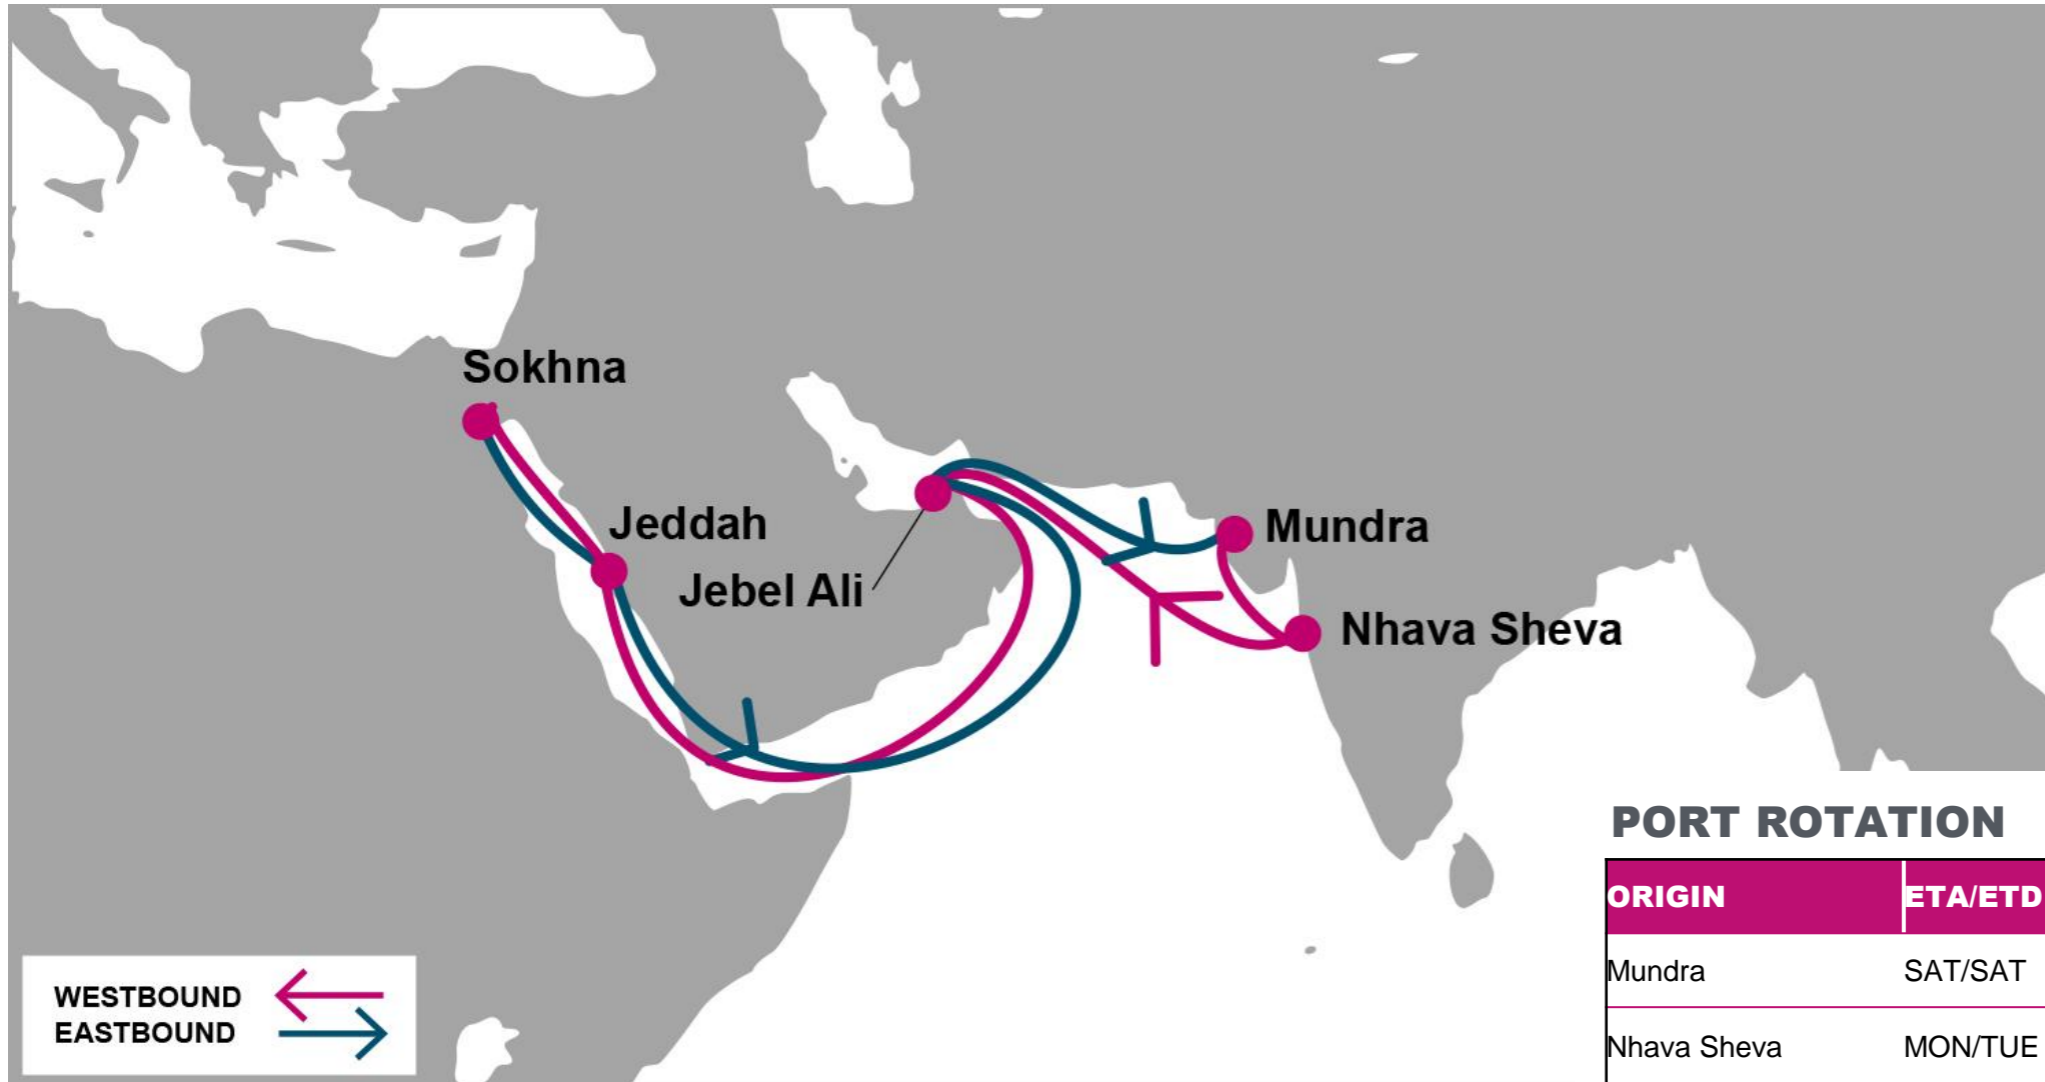 Sokhna
Jeddah
Jebel Ali
Mundra
Nhava Sheva
WESTBOUND
EASTBOUND
PORT ROTATION
ORIGIN ETA/ETD
Mundra SAT/SAT
Nhava Sheva MON/TUE